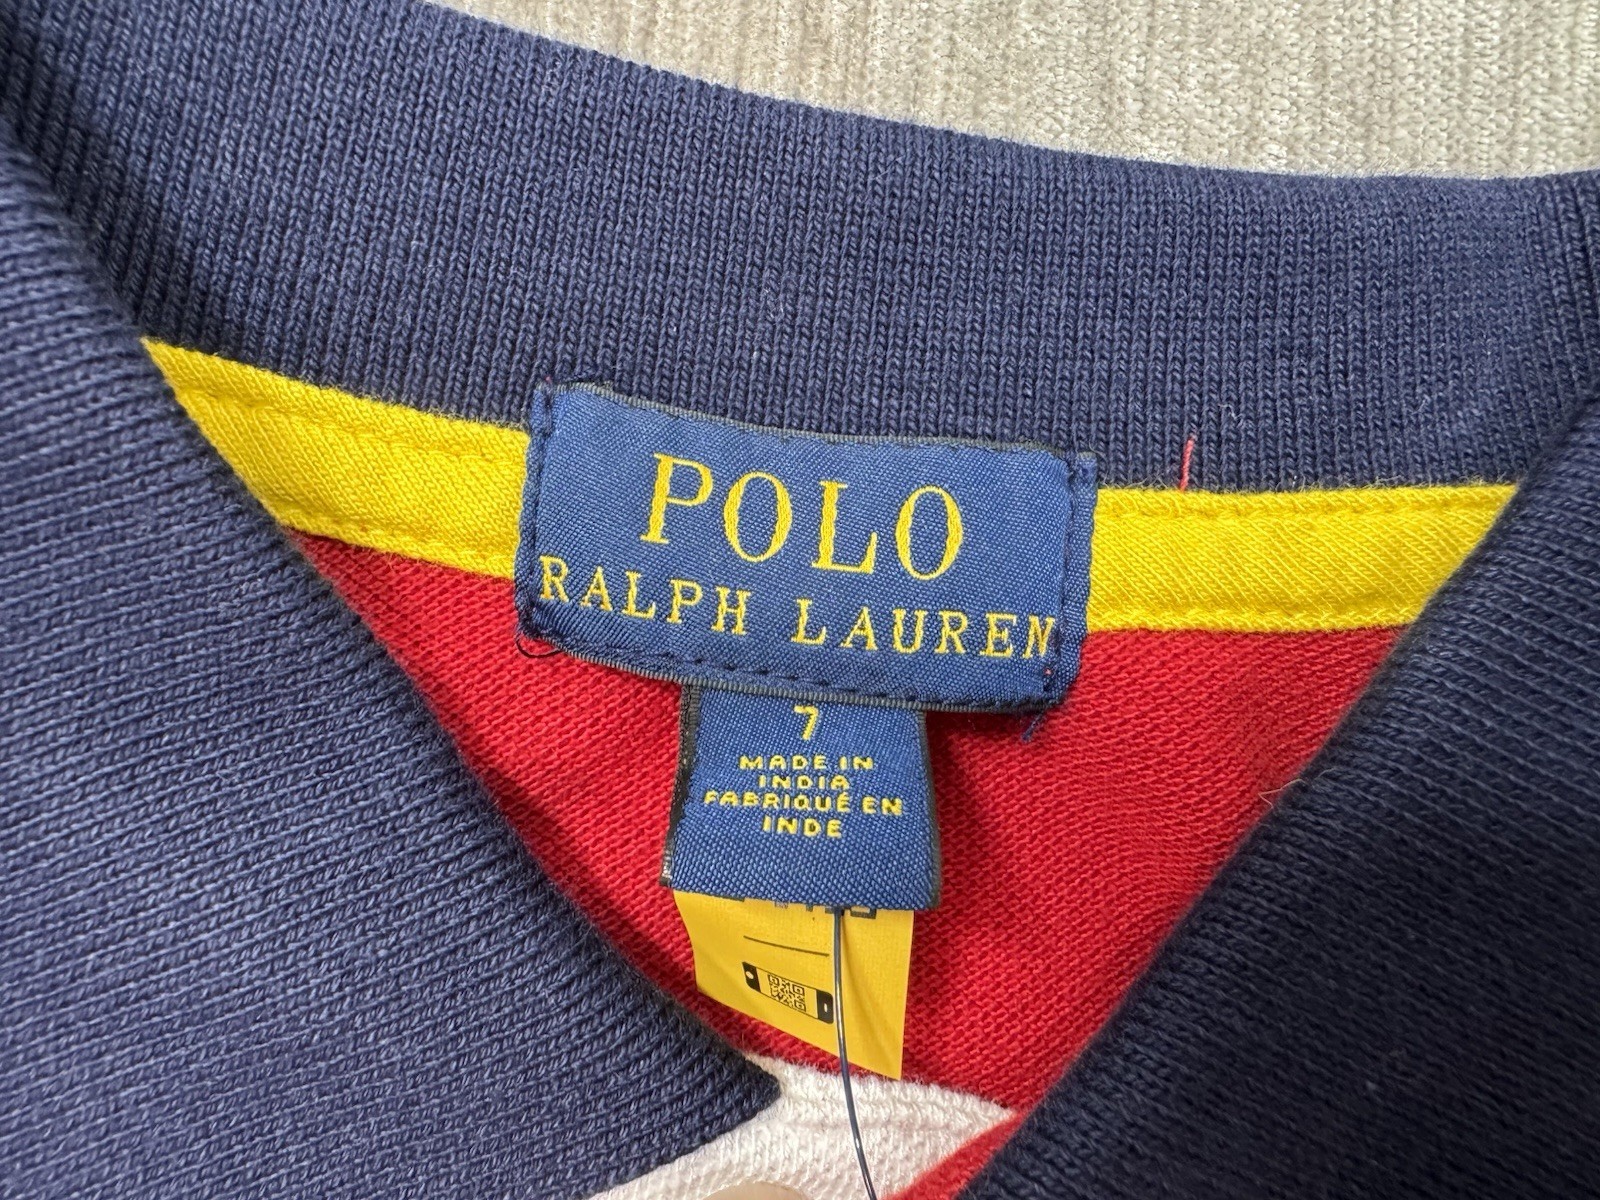 POLO
RALPH LAUREN
7
MADE IN
INDIA
FABRIQUÉ EN
INDE